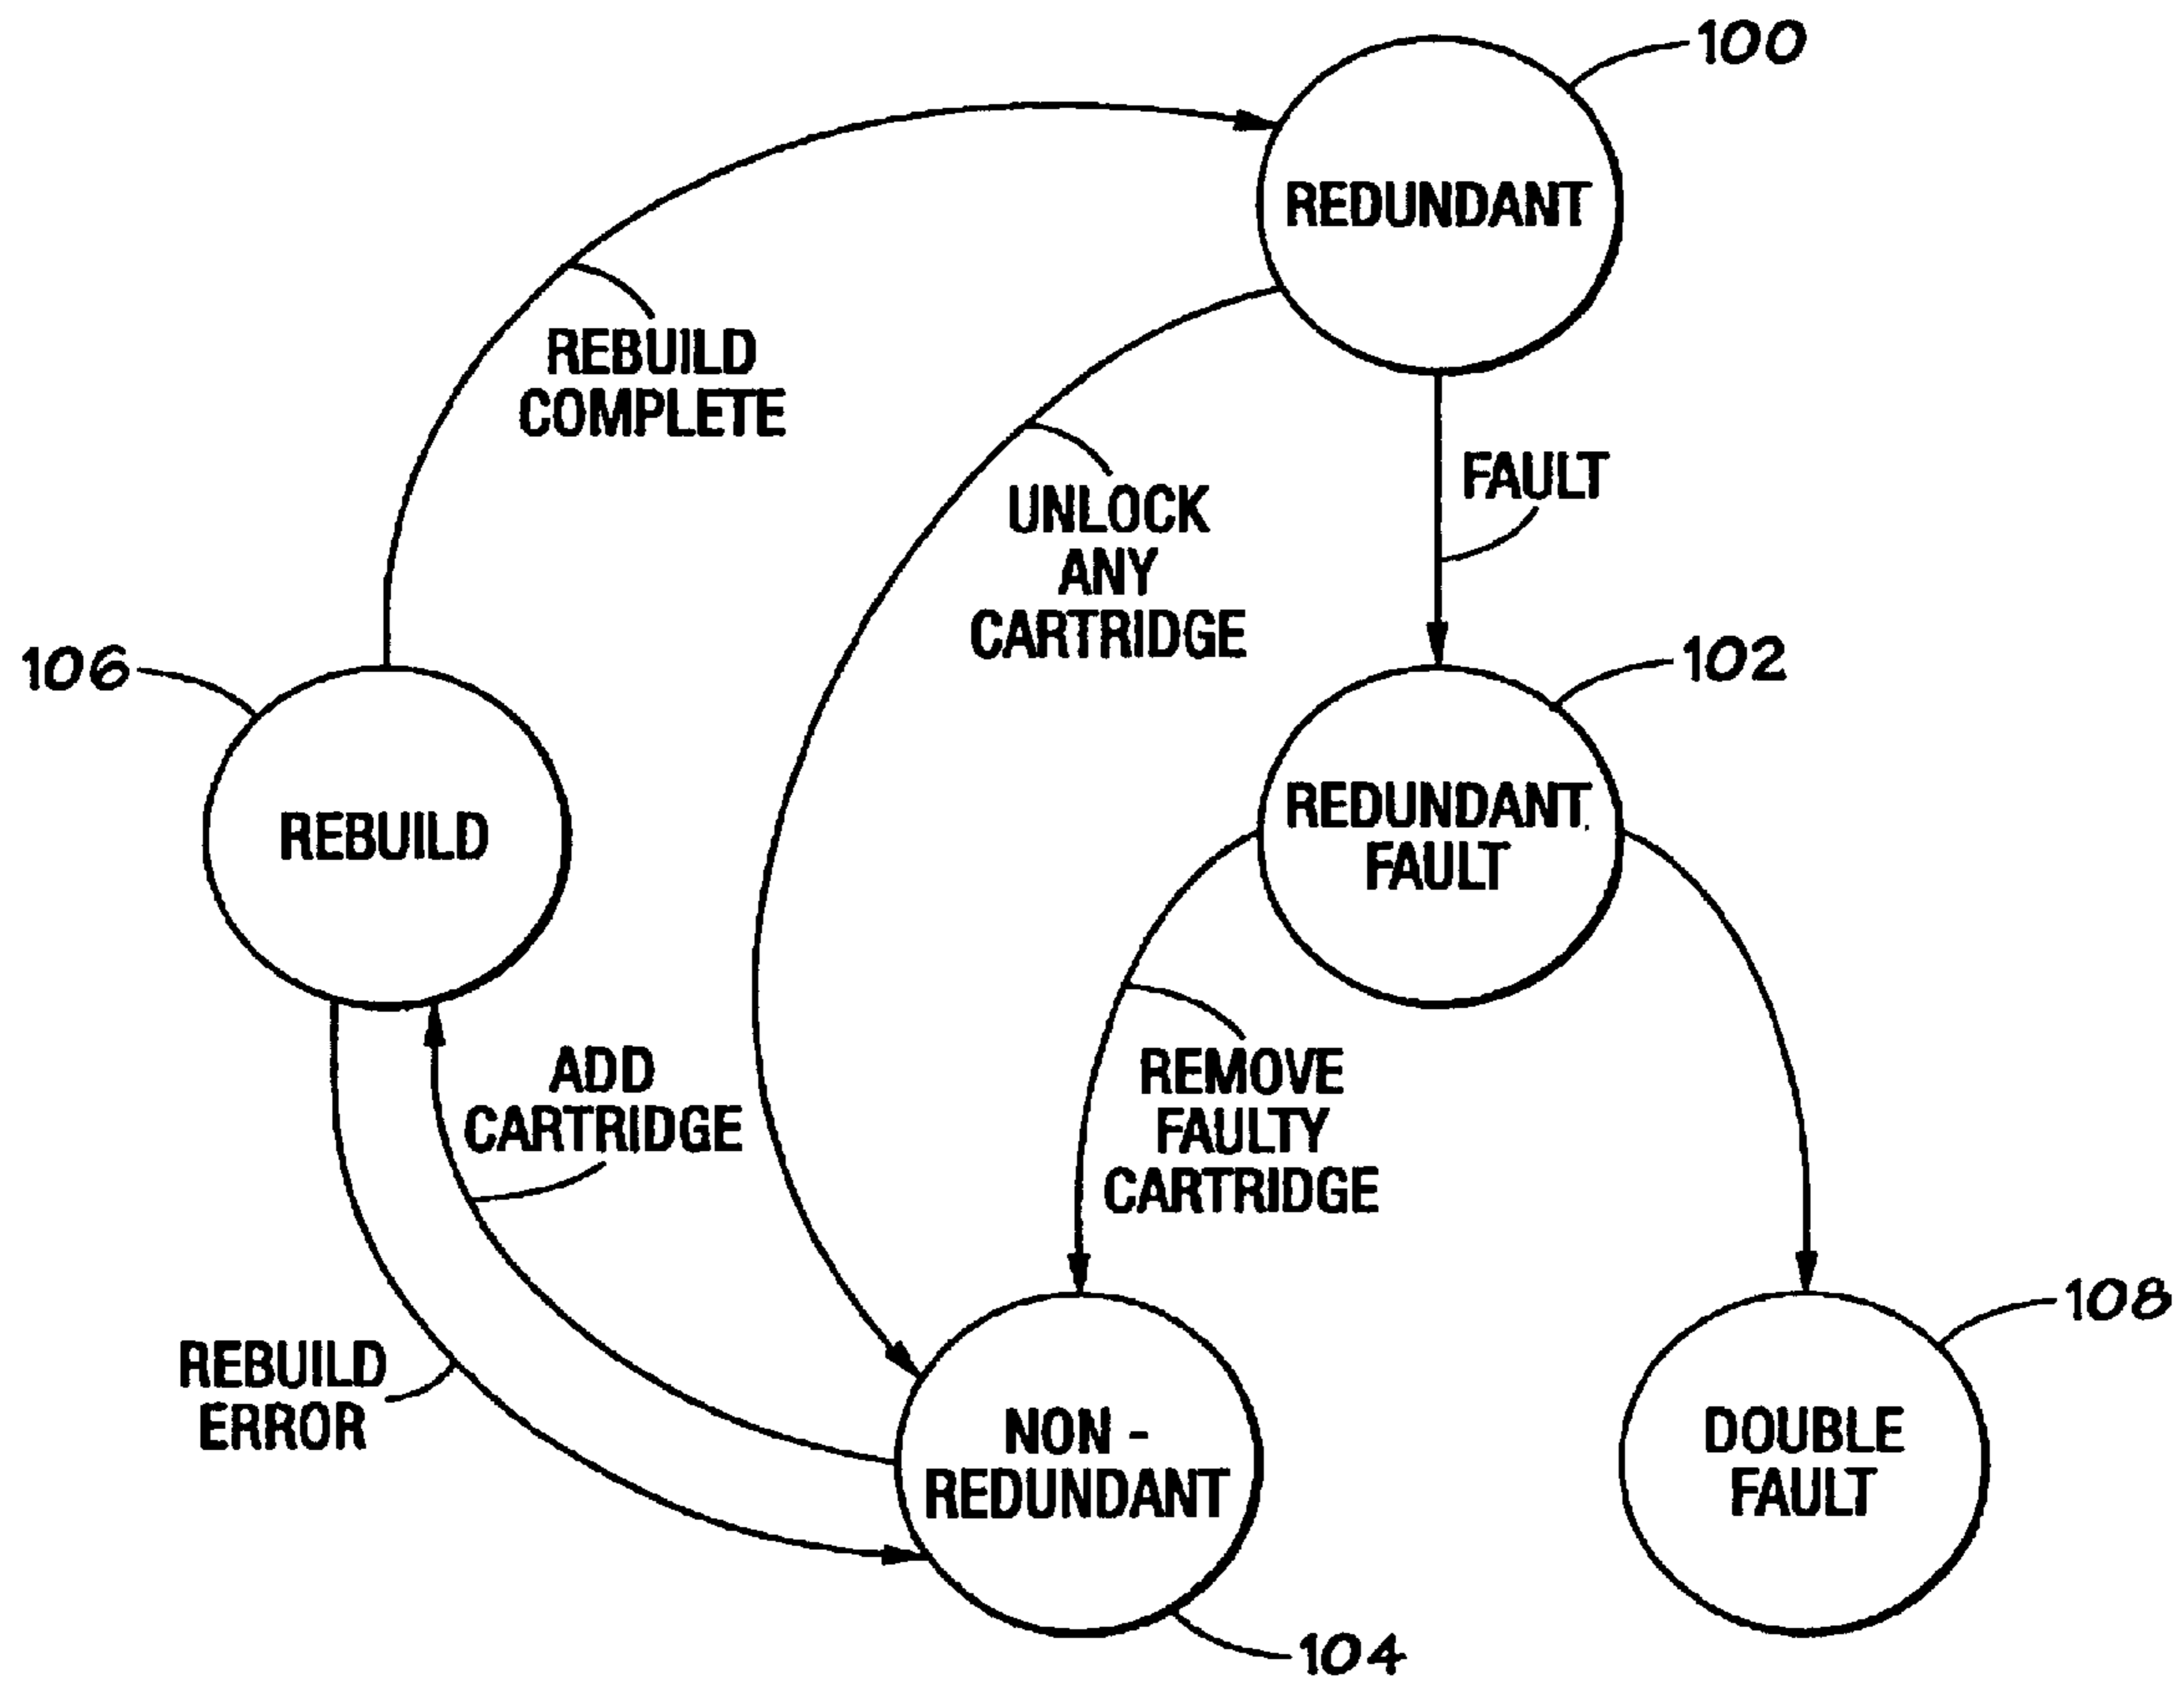 100
REDUNDANT
REBUILD
COMPLETE
UNLOCK
ANY
CARTRIDGE
FAULT
106
102
REBUILD
REDUNDANT
FAULT
ADD
CARTRIDGE
REMOVE
FAULTY
CARTRIDGE
108
REBUILD
ERROR
NON -
REDUNDANT
DOUBLE
FAULT
104